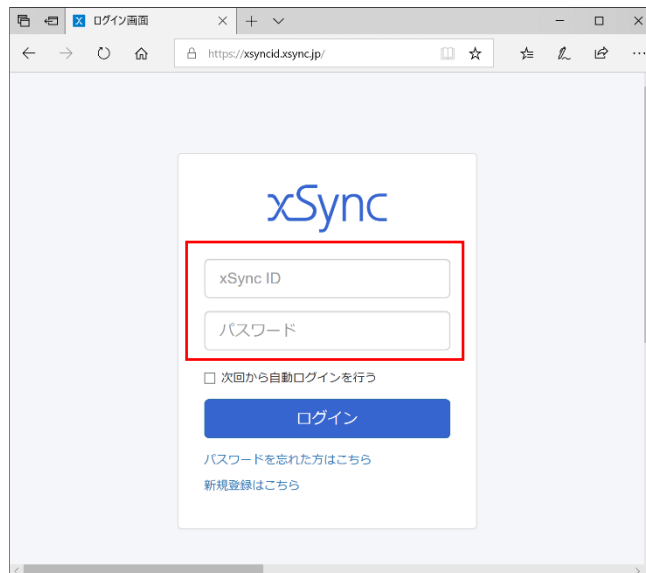 ログイン画面
https://xsyncid.xsync.jp/
xSync
xSync ID
パスワード
次回から自動ログインを行う
ログイン
パスワードを忘れた方はこちら
新規登録はこちら